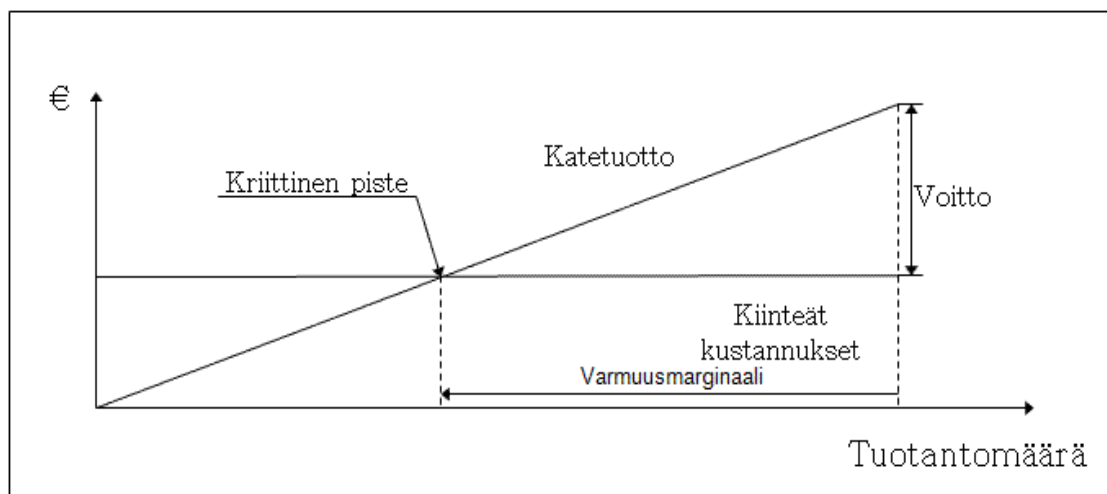 €
Katetuotto
Kriittinen piste
Voitto
Kiinteät
kustannukset
Varmuusmarginaali
Tuotantomäärä